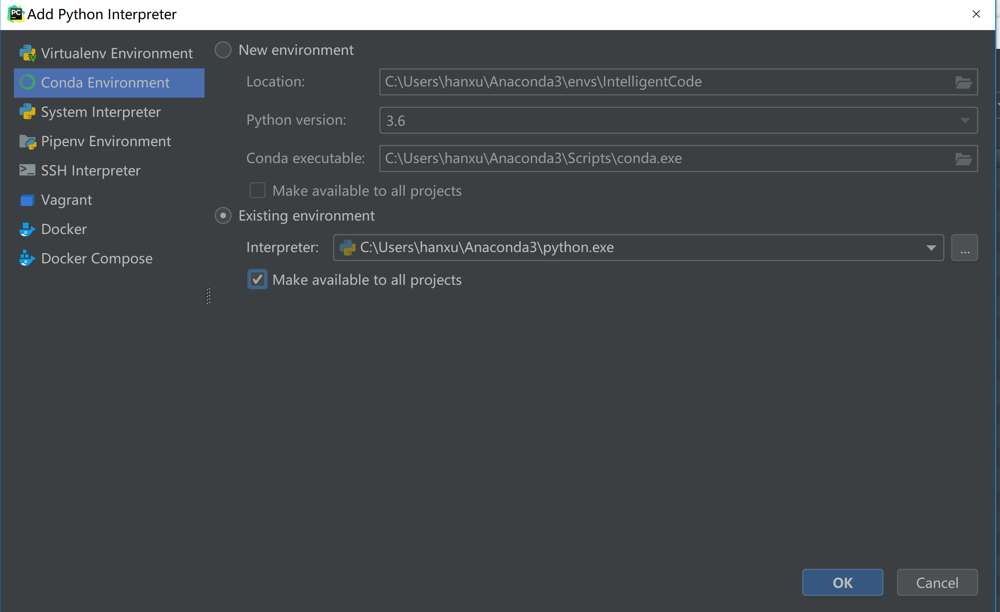 PC Add Python Interpreter
Virtualenv Environment
Conda Environment
System Interpreter
Pipenv Environment
SSH Interpreter
Vagrant
Docker
Docker Compose
New environment
Location: C:\Users\hanxu\Anaconda3\envs\IntelligentCode
Python version: 3.6
Conda executable: C:\Users\hanxu\Anaconda3\Scripts\conda.exe
Make available to all projects
Existing environment
Interpreter: C:\Users\hanxu\Anaconda3\python.exe ...
Make available to all projects
OK Cancel